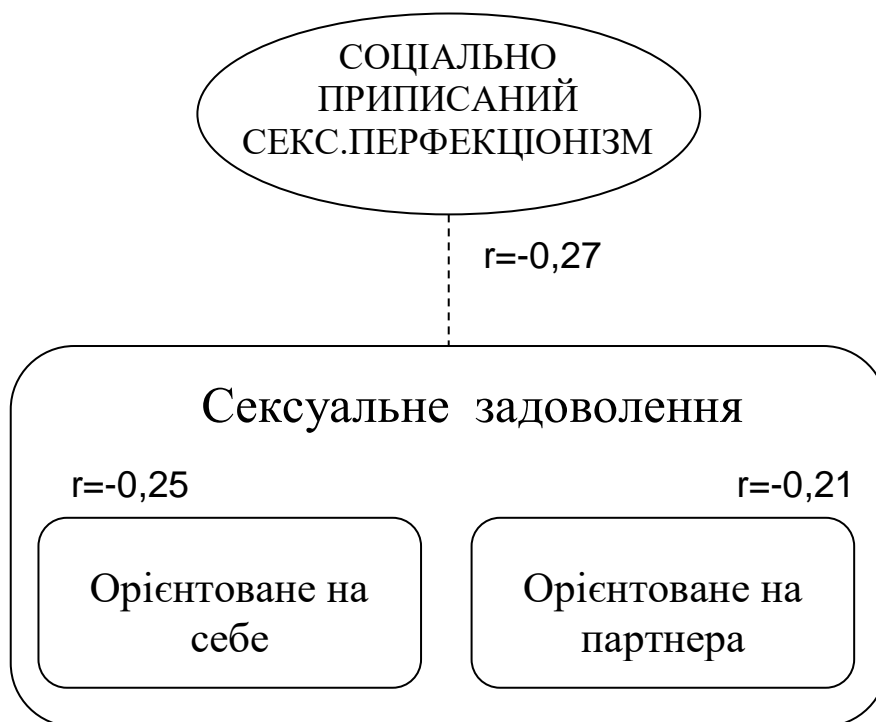 СОЦІАЛЬНО
ПРИПИСАНИЙ
СЕКС.ПЕРФЕКЦІОНІЗМ
r=-0,27
Сексуальне задоволення
r=-0,25
r=-0,21
Орієнтоване на
себе
Орієнтоване на
партнера